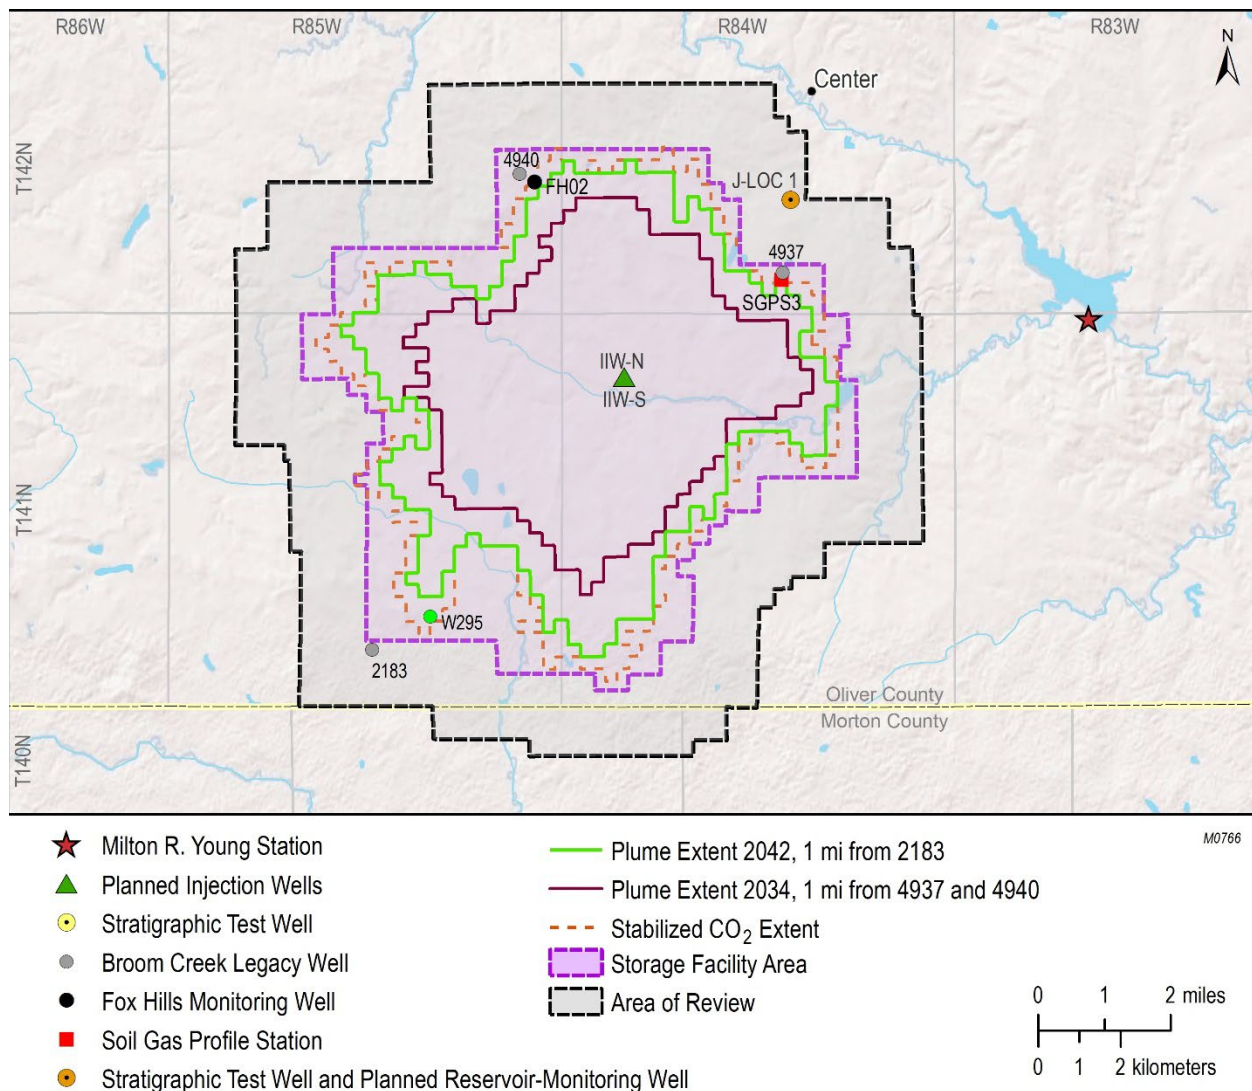 R86W
R85W
R84W
R83W
N
Center
T142N
4940
FH02
J-LOC 1
4937
SGPS3
IIW-N
IIW-S
T141N
W295
2183
Oliver County
Morton County
T140N
M0766
Milton R. Young Station
Planned Injection Wells
Stratigraphic Test Well
Broom Creek Legacy Well
Fox Hills Monitoring Well
Soil Gas Profile Station
Stratigraphic Test Well and Planned Reservoir-Monitoring Well
Plume Extent 2042, 1 mi from 2183
Plume Extent 2034, 1 mi from 4937 and 4940
Stabilized CO2 Extent
Storage Facility Area
Area of Review
0 1 2 miles
0 1 2 kilometers